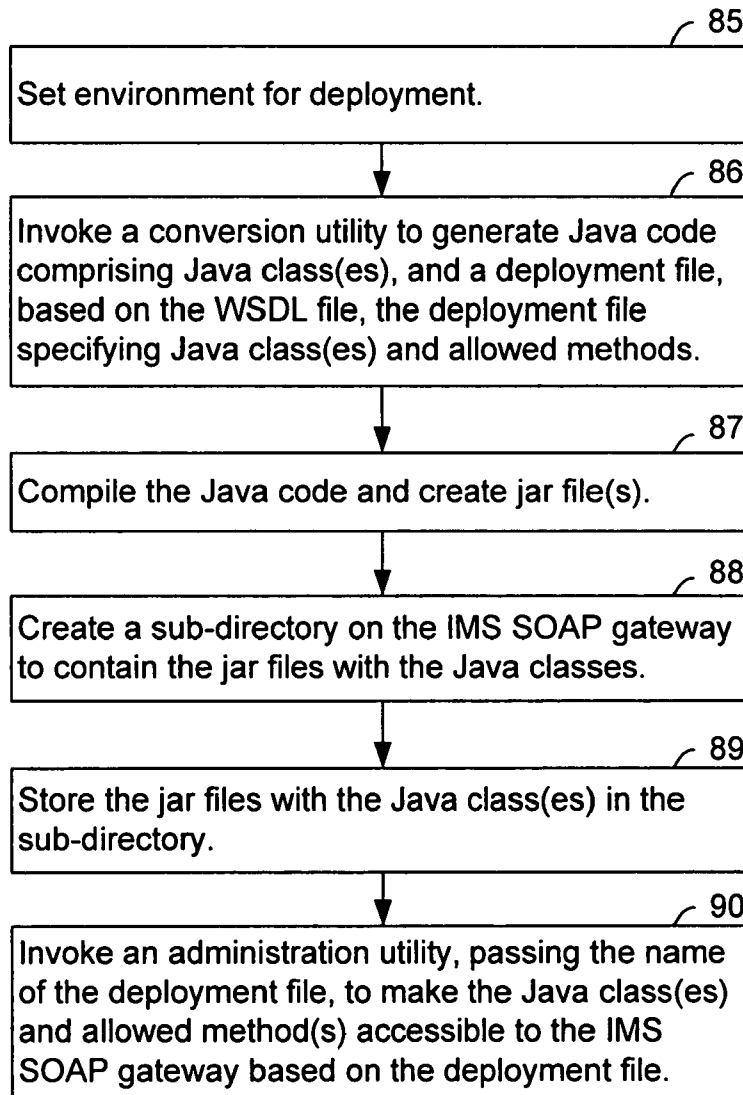 85
Set environment for deployment.
86
Invoke a conversion utility to generate Java code
comprising Java class(es), and a deployment file,
based on the WSDL file, the deployment file
specifying Java class(es) and allowed methods.
87
Compile the Java code and create jar file(s).
88
Create a sub-directory on the IMS SOAP gateway
to contain the jar files with the Java classes.
89
Store the jar files with the Java class(es) in the
sub-directory.
90
Invoke an administration utility, passing the name
of the deployment file, to make the Java class(es)
and allowed method(s) accessible to the IMS
SOAP gateway based on the deployment file.